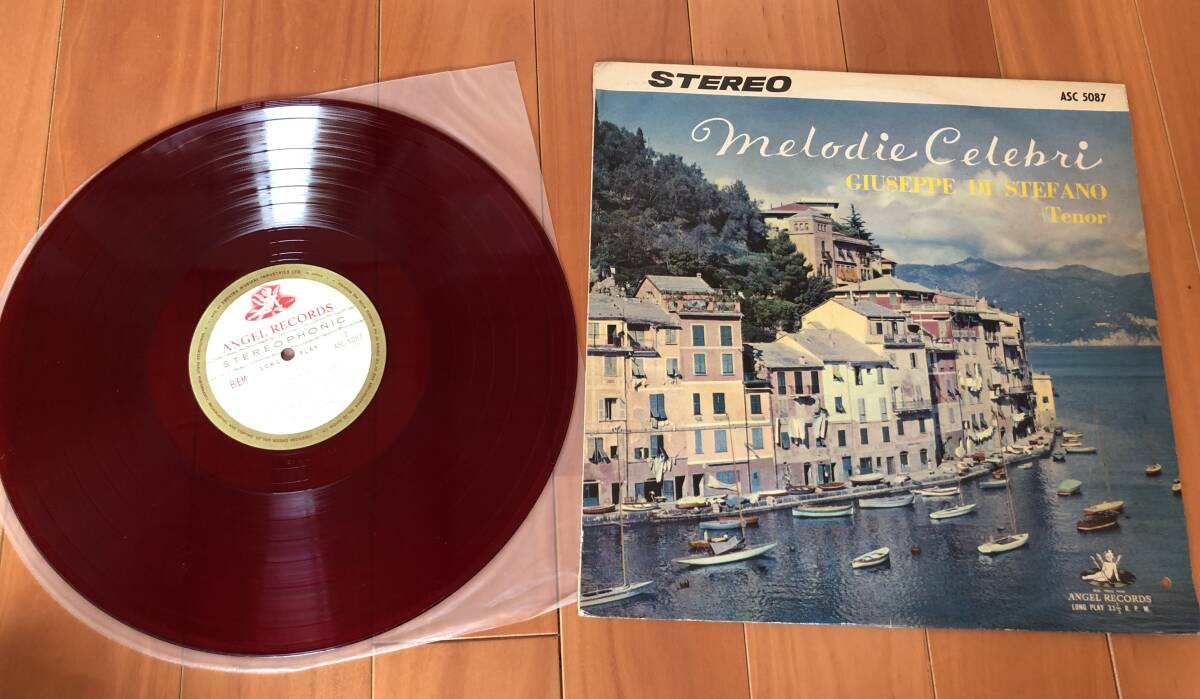 STEREO
ASC 5087
Melodie Celebri
GIUSEPPE DI STEFANO
(Tenor)
ANGEL RECORDS
LONG PLAY 33⅓ R. P. M.
ANGEL RECORDS
STEREOPHONIC
LONG PLAY
ASC-5087
BIEM